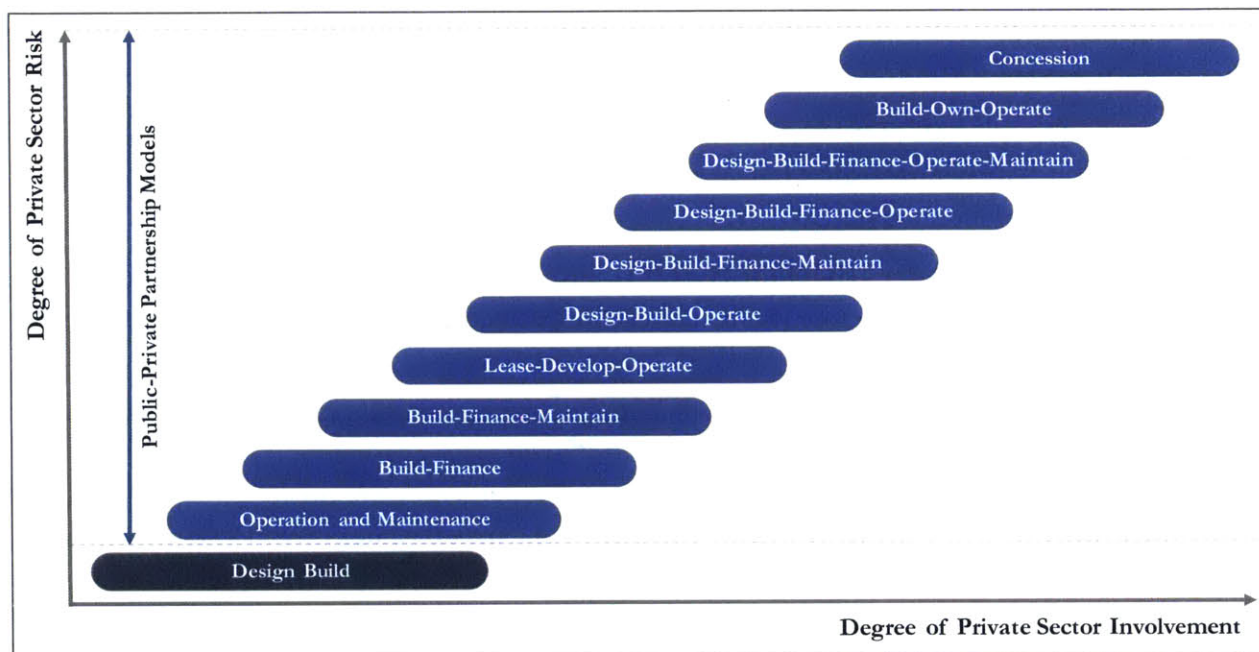 Degree of Private Sector Risk
Public-Private Partnership Models
Concession
Build-Own-Operate
Design-Build-Finance-Operate-Maintain
Design-Build-Finance-Operate
Design-Build-Finance-Maintain
Design-Build-Operate
Lease-Develop-Operate
Build-Finance-Maintain
Build-Finance
Operation and Maintenance
Design Build
Degree of Private Sector Involvement